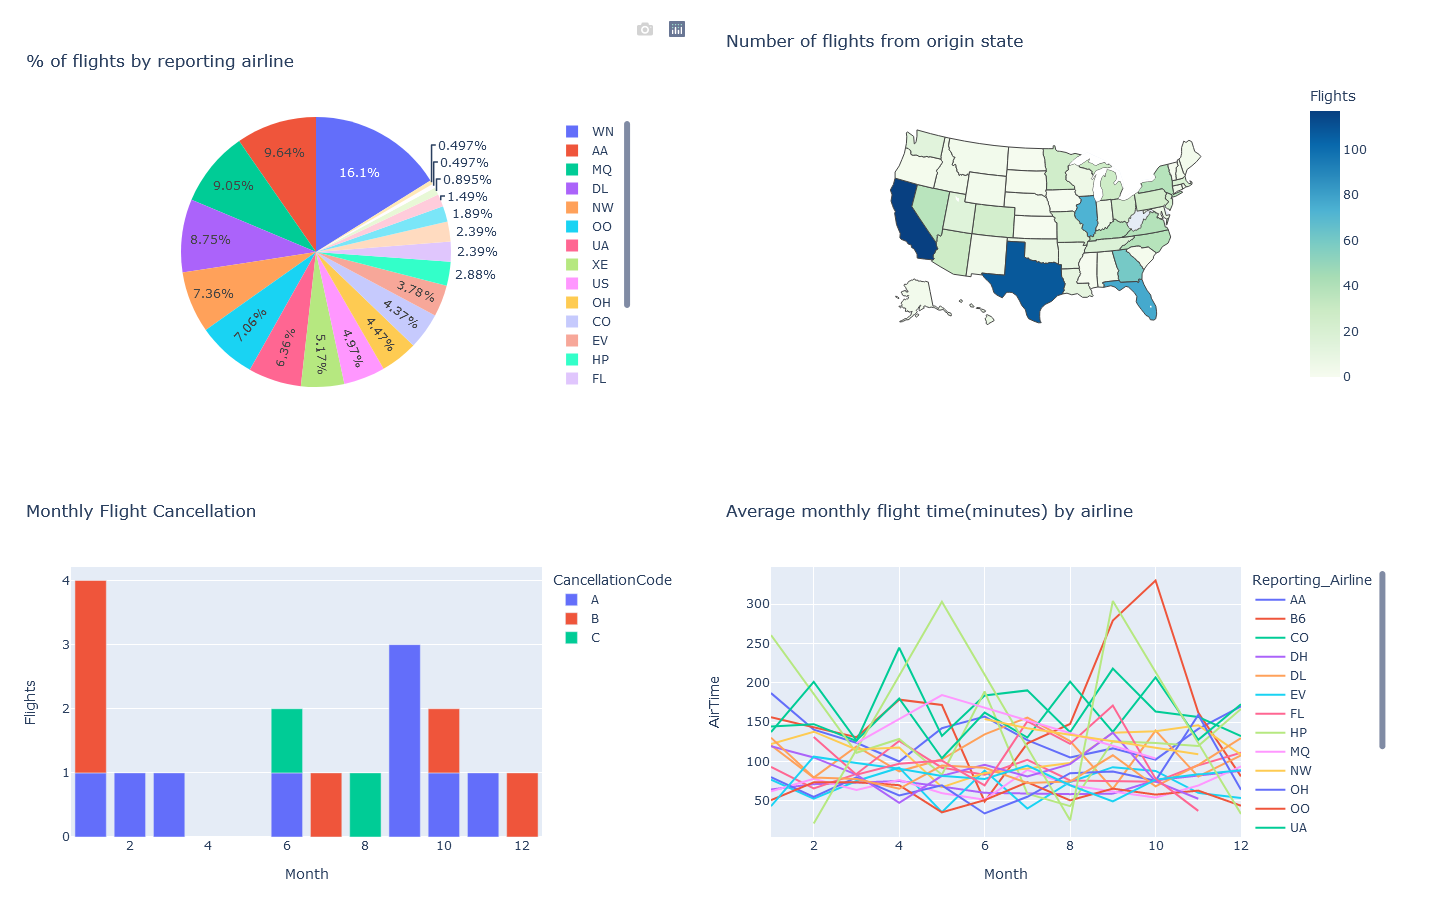 % of flights by reporting airline
16.1%
9.64%
9.05%
8.75%
7.36%
7.06%
6.36%
5.17%
4.97%
4.47%
4.37%
3.78%
2.88%
2.39%
2.39%
1.89%
1.49%
0.895%
0.497%
0.497%
WN
AA
MQ
DL
NW
OO
UA
XE
US
OH
CO
EV
HP
FL
Number of flights from origin state
Flights
100
80
60
40
20
0
Monthly Flight Cancellation
Flights
4
3
2
1
0
2
4
6
8
10
12
Month
CancellationCode
A
B
C
Average monthly flight time(minutes) by airline
AirTime
300
250
200
150
100
50
2
4
6
8
10
12
Month
Reporting_Airline
AA
B6
CO
DH
DL
EV
FL
HP
MQ
NW
OH
OO
UA